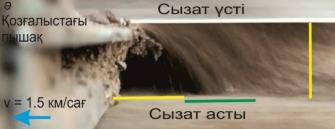 ә
Сызат үсті
Қозғалыстағы
пышақ
v = 1.5 км/сағ
Сызат асты